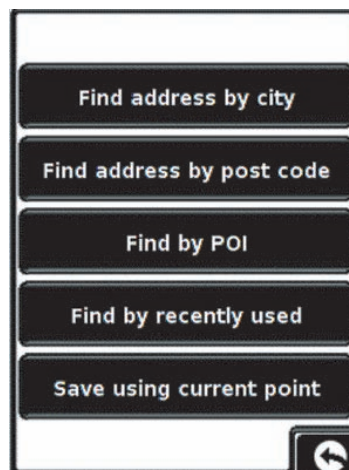 Find address by city
Find address by post code
Find by POI
Find by recently used
Save using current point